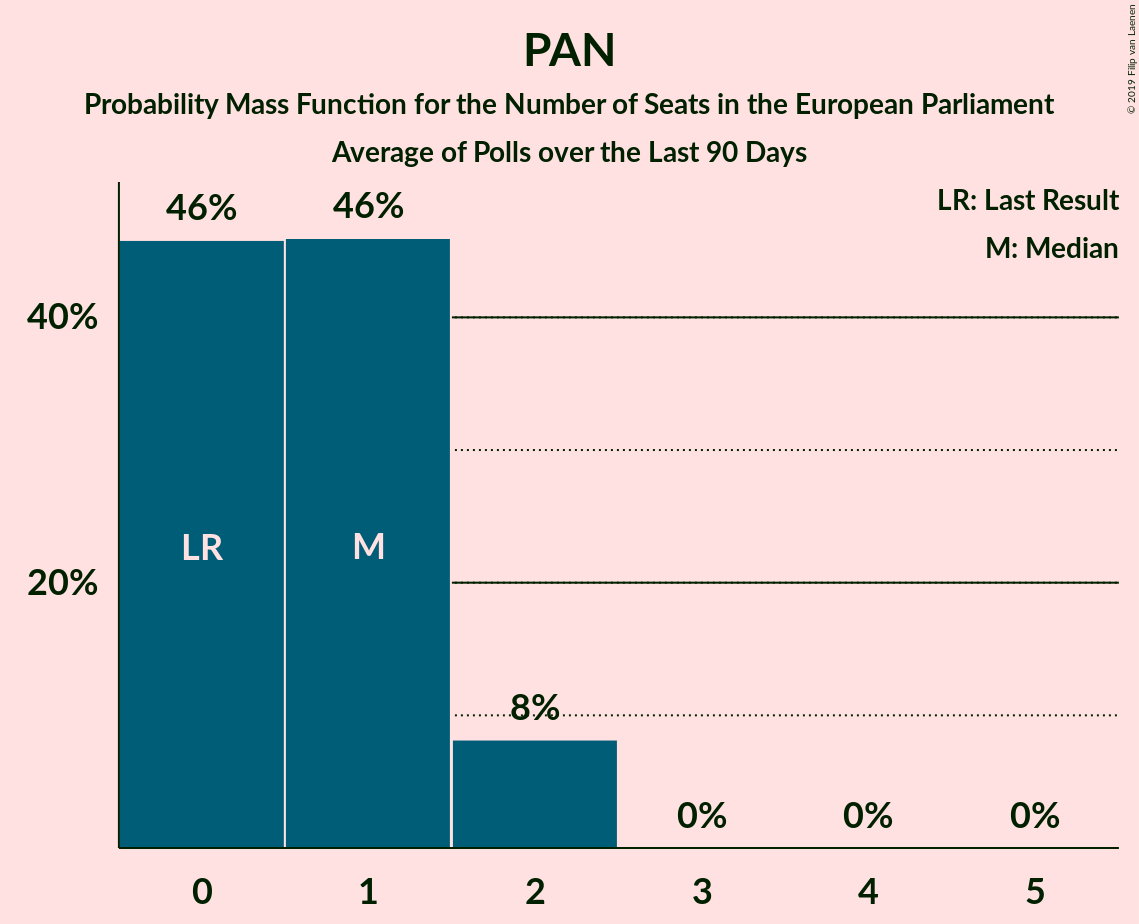 PAN
Probability Mass Function for the Number of Seats in the European Parliament
Average of Polls over the Last 90 Days
© 2019 Filip van Laenen
LR: Last Result
M: Median
46%
46%
40%
LR
M
20%
8%
0%
0%
0%
0
1
2
3
4
5